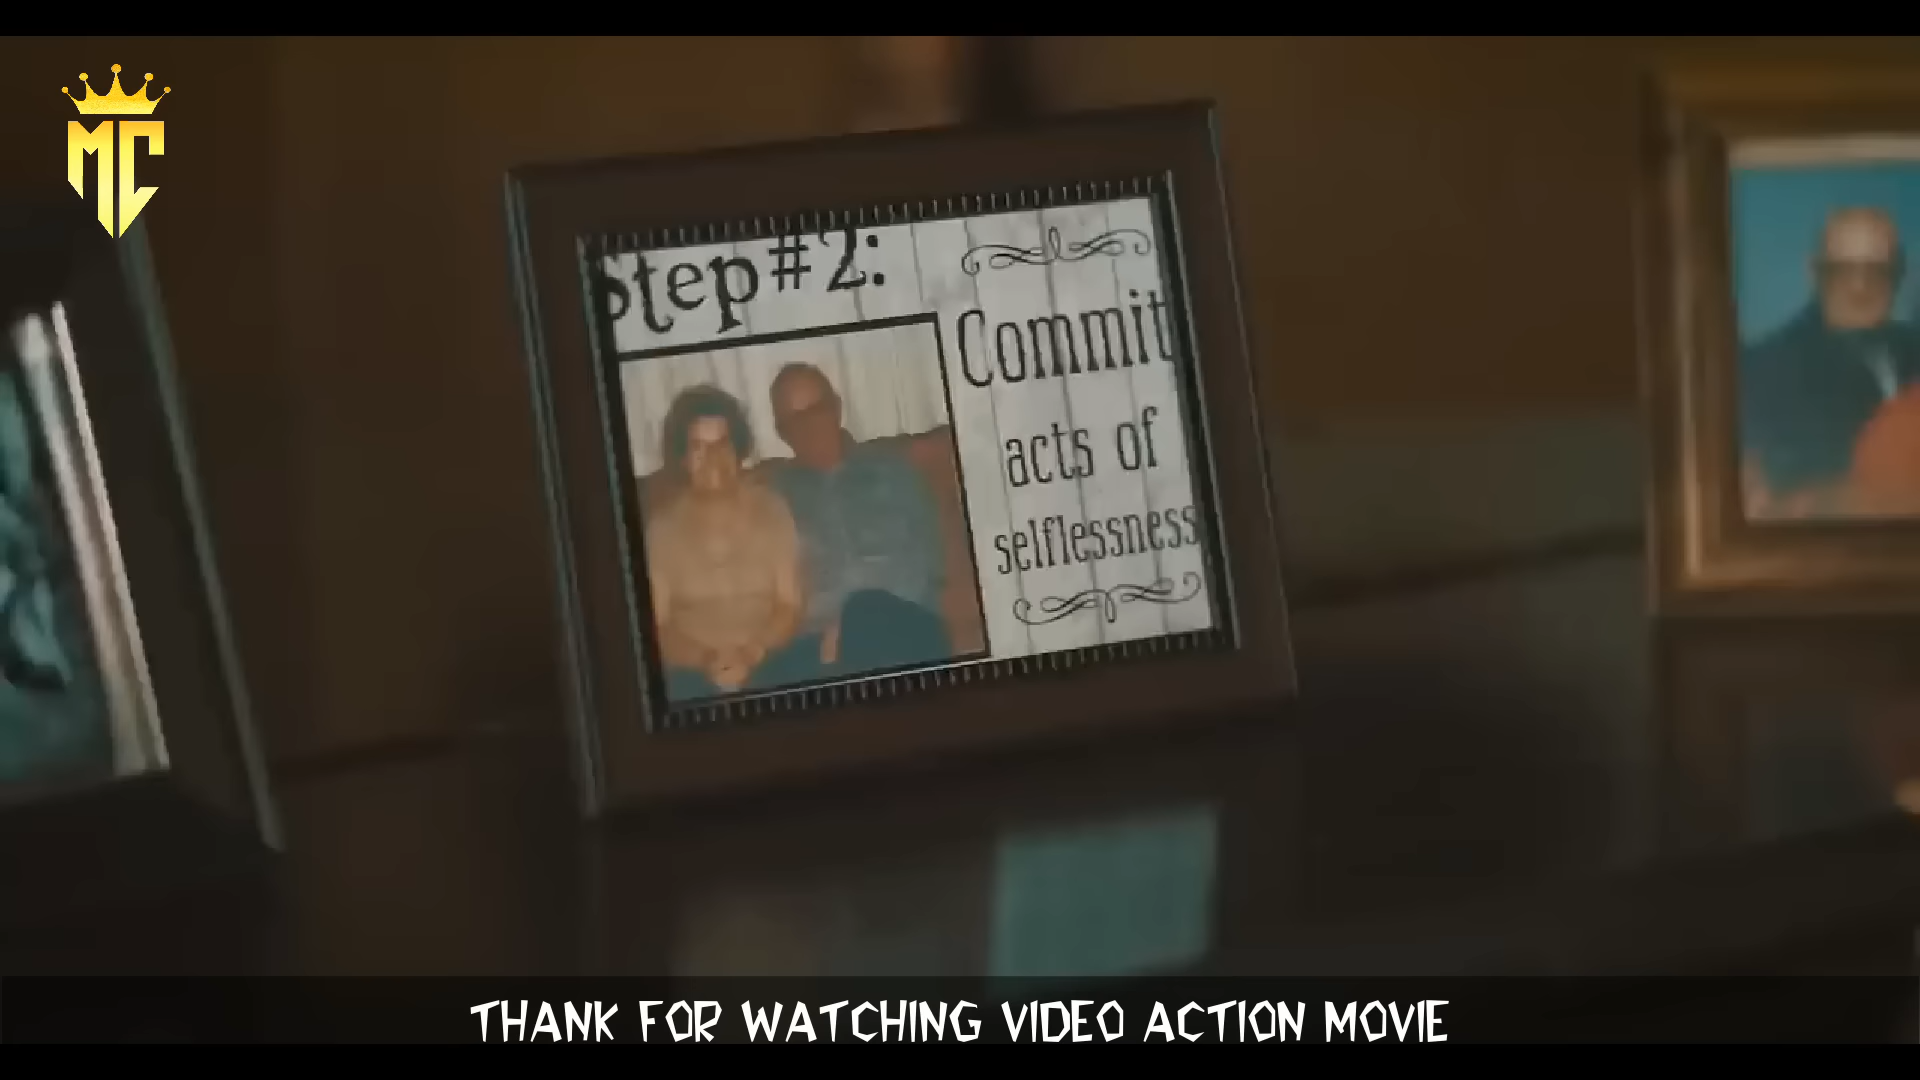 MC
Step#2:
Commit
acts of
selflessness
THANK FOR WATCHING VIDEO ACTION MOVIE